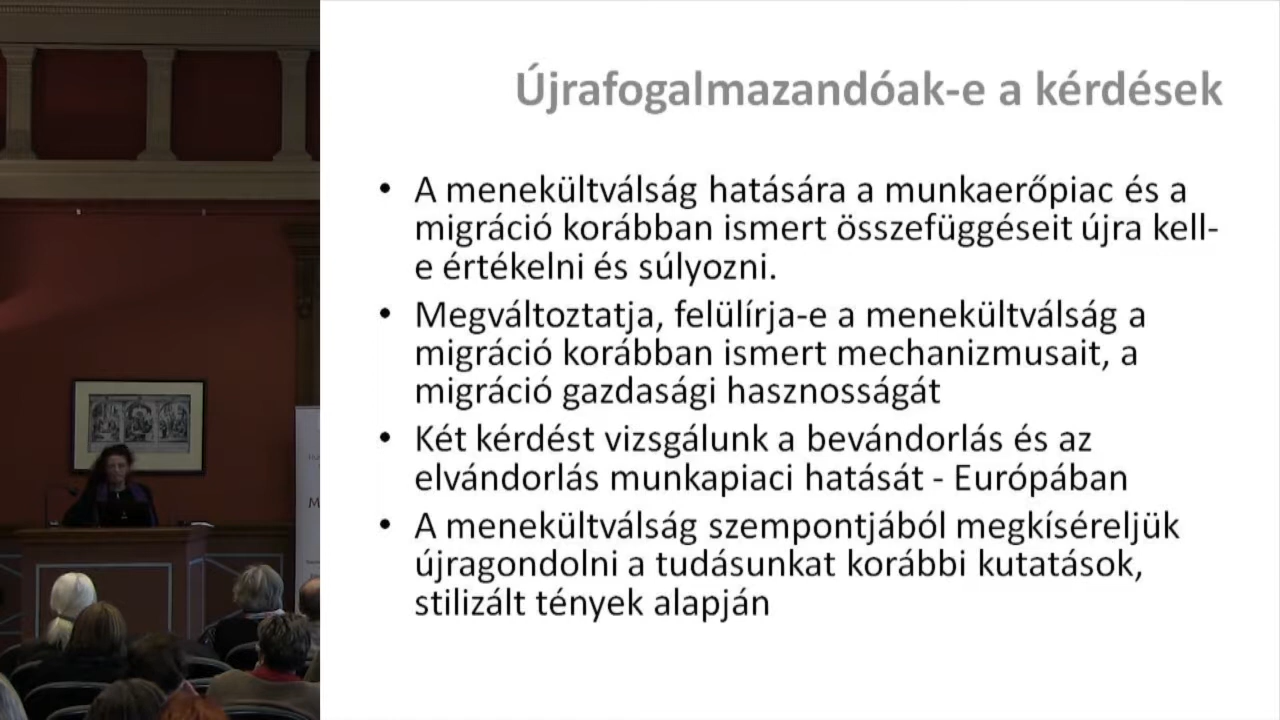 Újrafogalmazandóak-e a kérdések
• A menekültválság hatására a munkaerőpiac és a
migráció korábban ismert összefüggéseit újra kell-
e értékelni és súlyozni.
• Megváltoztatja, felülírja-e a menekültválság a
migráció korábban ismert mechanizmusait, a
migráció gazdasági hasznosságát
• Két kérdést vizsgálunk a bevándorlás és az
elvándorlás munkapiaci hatását - Európában
• A menekültválság szempontjából megkíséreljük
újragondolni a tudásunkat korábbi kutatások,
stilizált tények alapján
M